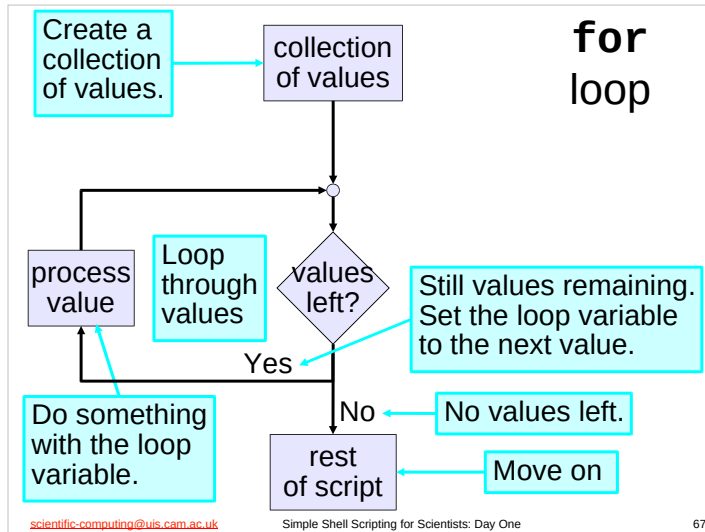 Create a
collection
of values.
collection
of values
for
loop
Loop
through
values
process
value
values
left?
Still values remaining.
Set the loop variable
to the next value.
Yes
Do something
with the loop
variable.
No
No values left.
rest
of script
Move on
scientific-computing@uis.cam.ac.uk
Simple Shell Scripting for Scientists: Day One
67